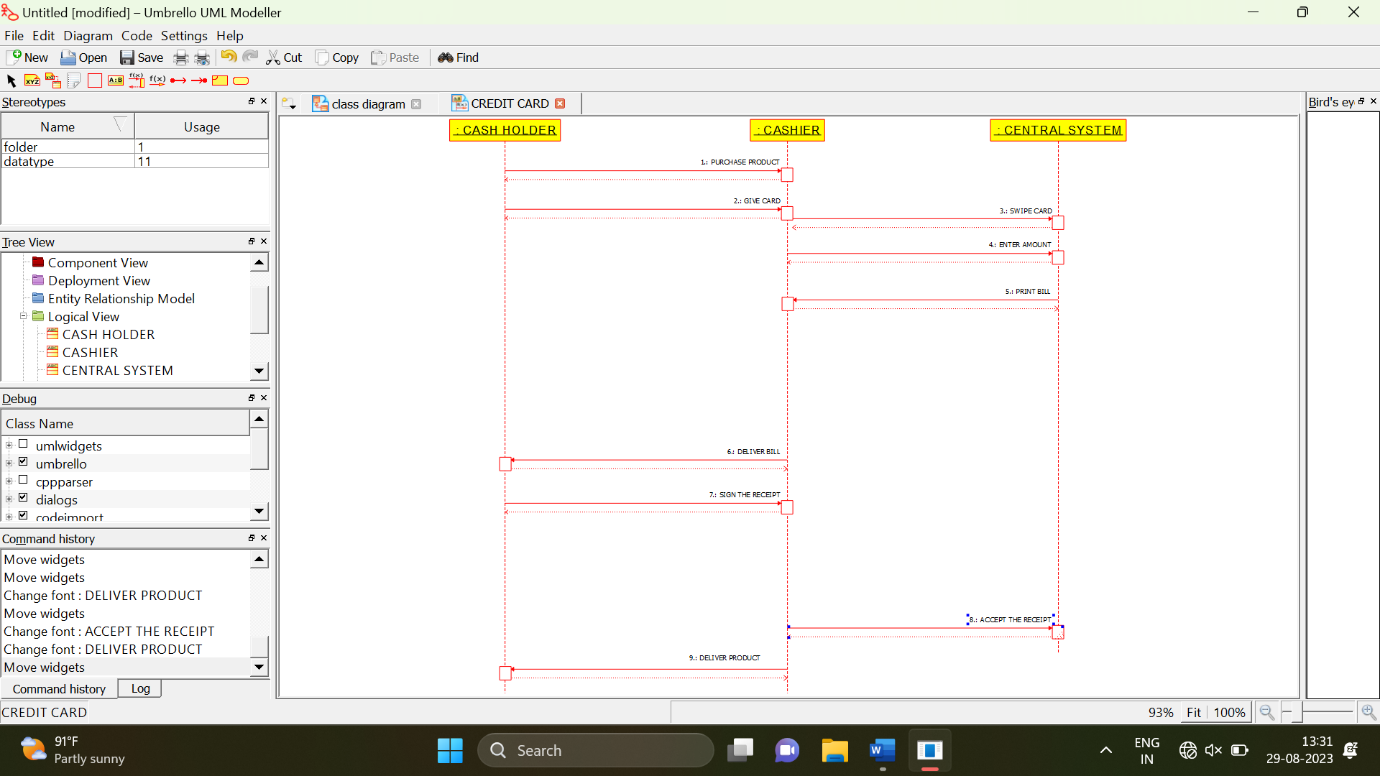 Untitled [modified] – Umbrello UML Modeller
File Edit Diagram Code Settings Help
New Open Save Cut Copy Paste Find
XYZ A:B f(x) f(x)
Stereotypes
Name Usage
folder 1
datatype 11
Tree View
Component View
Deployment View
Entity Relationship Model
Logical View
CASH HOLDER
CASHIER
CENTRAL SYSTEM
Debug
Class Name
umlwidgets
umbrello
cppparser
dialogs
codeimport
Command history
Move widgets
Move widgets
Change font : DELIVER PRODUCT
Move widgets
Change font : ACCEPT THE RECEIPT
Change font : DELIVER PRODUCT
Move widgets
Command history Log
CREDIT CARD
class diagram CREDIT CARD
: CASH HOLDER : CASHIER : CENTRAL SYSTEM
1.: PURCHASE PRODUCT
2.: GIVE CARD
3.: SWIPE CARD
4.: ENTER AMOUNT
5.: PRINT BILL
6.: DELIVER BILL
7.: SIGN THE RECEIPT
8.: ACCEPT THE RECEIPT
9.: DELIVER PRODUCT
Bird's ey
93% Fit 100%
91°F
Partly sunny
Search
ENG
IN
13:31
29-08-2023